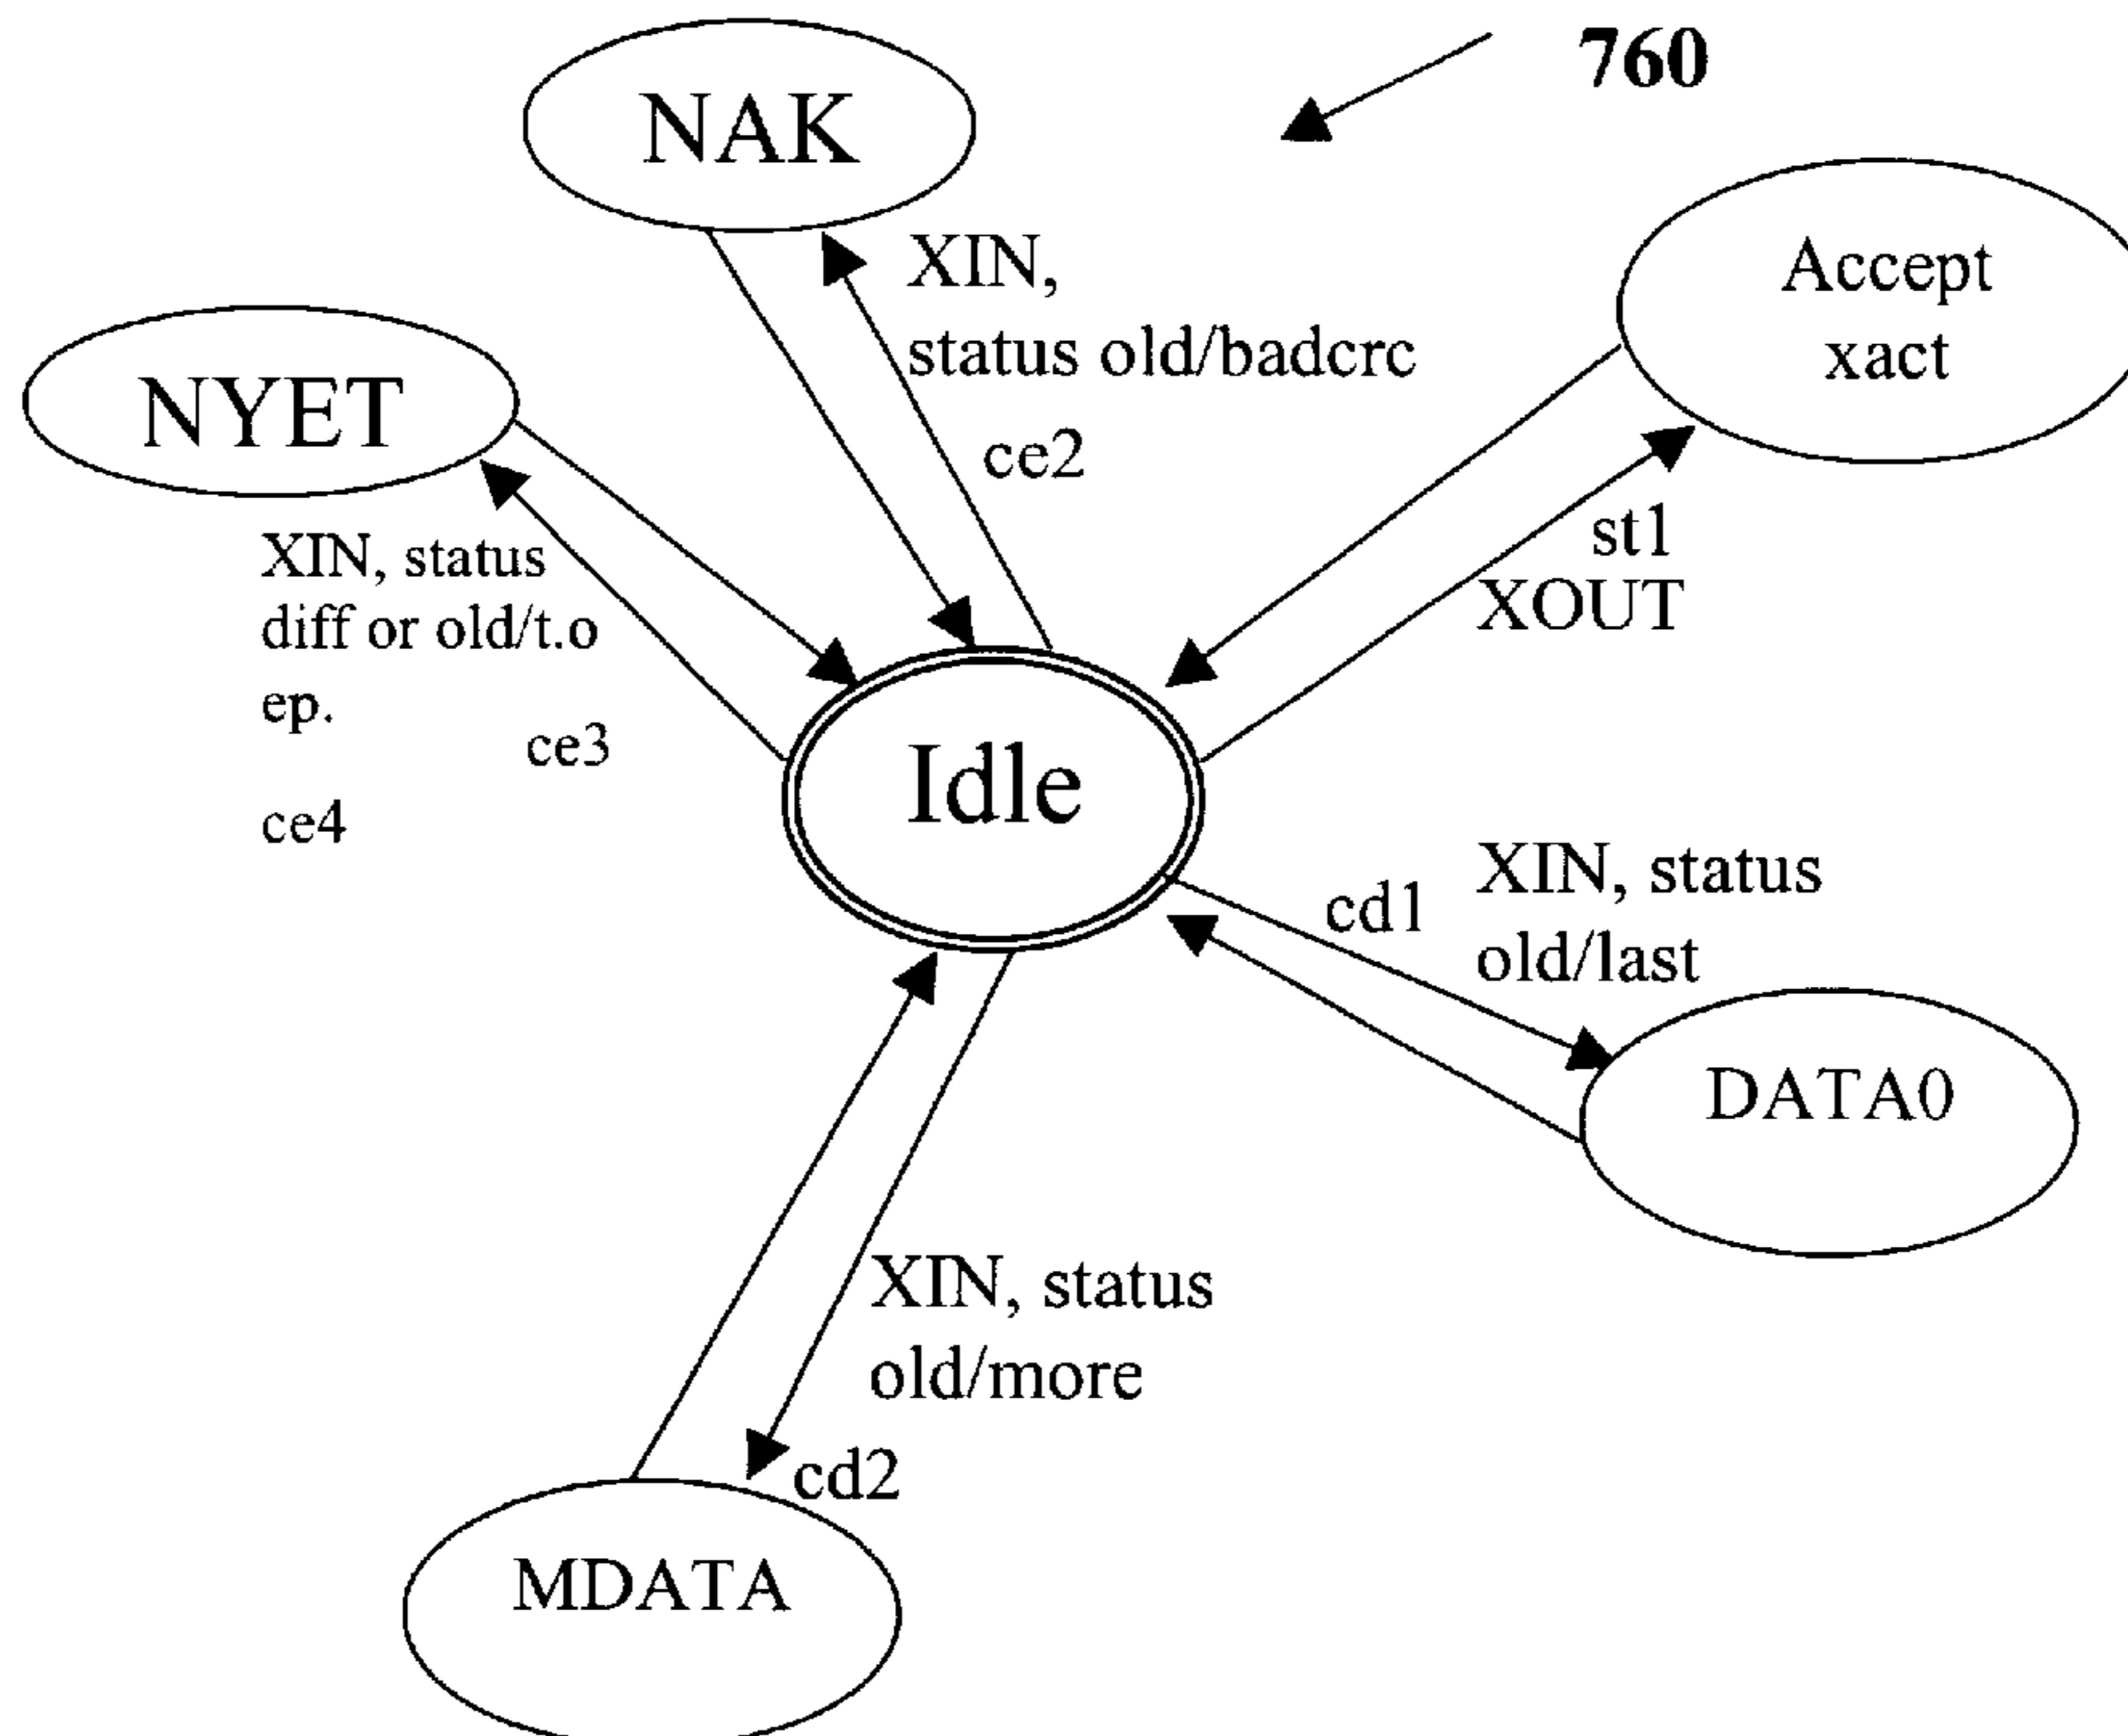 760
NAK
XIN,
status old/badcrc
ce2
Accept
xact
NYET
XIN, status
diff or old/t.o
ep.
ce3
ce4
st1
XOUT
Idle
cd1
XIN, status
old/last
DATA0
XIN, status
old/more
cd2
MDATA